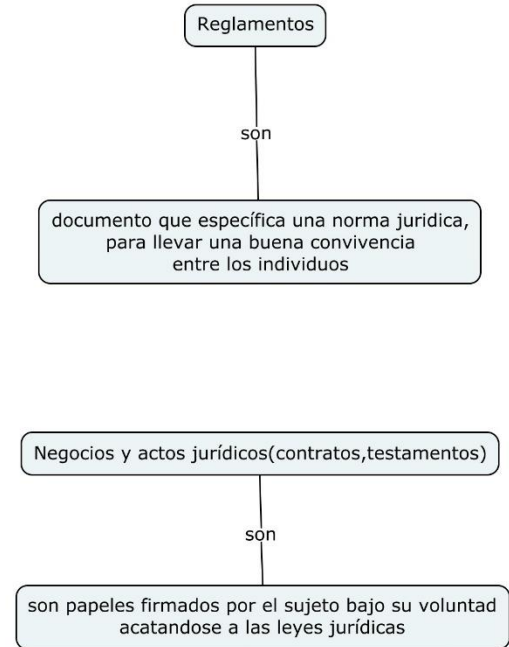 Reglamentos
son
documento que específica una norma juridica,
para llevar una buena convivencia
entre los individuos
Negocios y actos jurídicos(contratos,testamentos)
son
son papeles firmados por el sujeto bajo su voluntad
acatandose a las leyes jurídicas